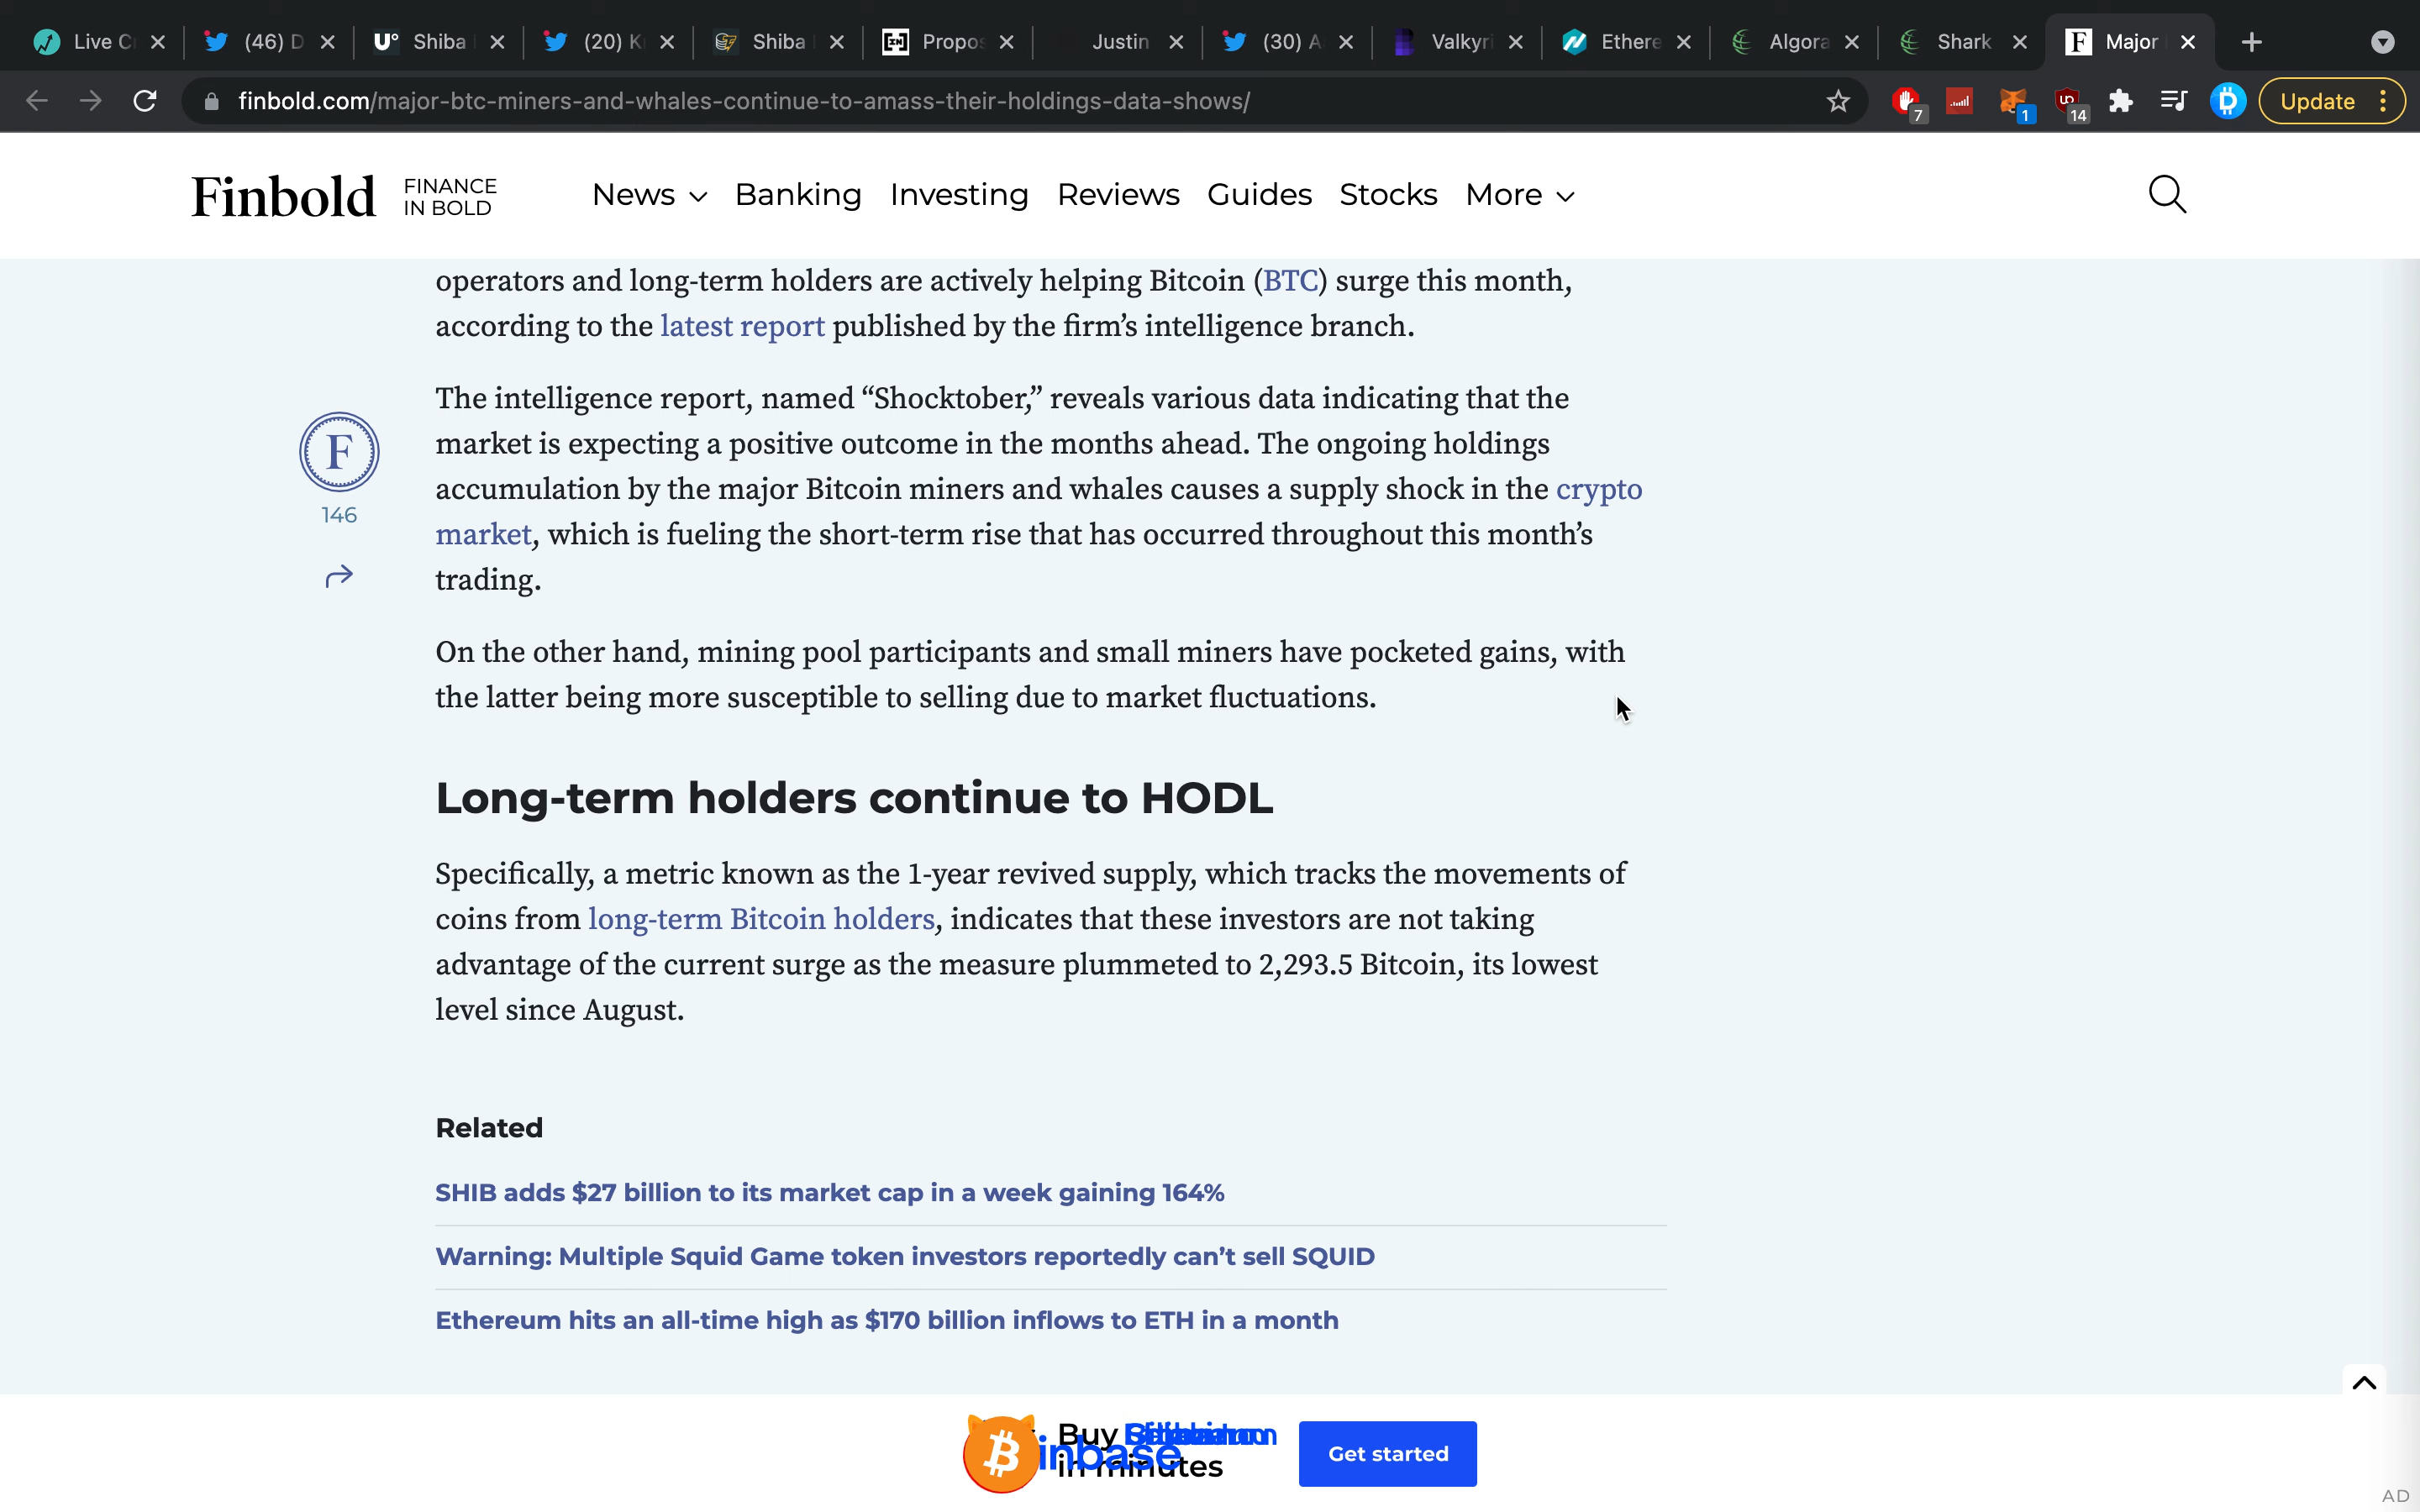 Live C
(46) D
Shiba
(20) K
Shiba
Propos
Justin
(30) A
Valkyri
Ethere
Algora
Shark
Major
finbold.com/major-btc-miners-and-whales-continue-to-amass-their-holdings-data-shows/
7
1
14
Update
Finbold
FINANCE
IN BOLD
News
Banking
Investing
Reviews
Guides
Stocks
More
operators and long-term holders are actively helping Bitcoin (BTC) surge this month,
according to the latest report published by the firm’s intelligence branch.
The intelligence report, named “Shocktober,” reveals various data indicating that the
market is expecting a positive outcome in the months ahead. The ongoing holdings
accumulation by the major Bitcoin miners and whales causes a supply shock in the crypto
market, which is fueling the short-term rise that has occurred throughout this month’s
trading.
F
146
On the other hand, mining pool participants and small miners have pocketed gains, with
the latter being more susceptible to selling due to market fluctuations.
Long-term holders continue to HODL
Specifically, a metric known as the 1-year revived supply, which tracks the movements of
coins from long-term Bitcoin holders, indicates that these investors are not taking
advantage of the current surge as the measure plummeted to 2,293.5 Bitcoin, its lowest
level since August.
Related
SHIB adds $27 billion to its market cap in a week gaining 164%
Warning: Multiple Squid Game token investors reportedly can’t sell SQUID
Ethereum hits an all-time high as $170 billion inflows to ETH in a month
Buy
in minutes
inbase
Get started
AD